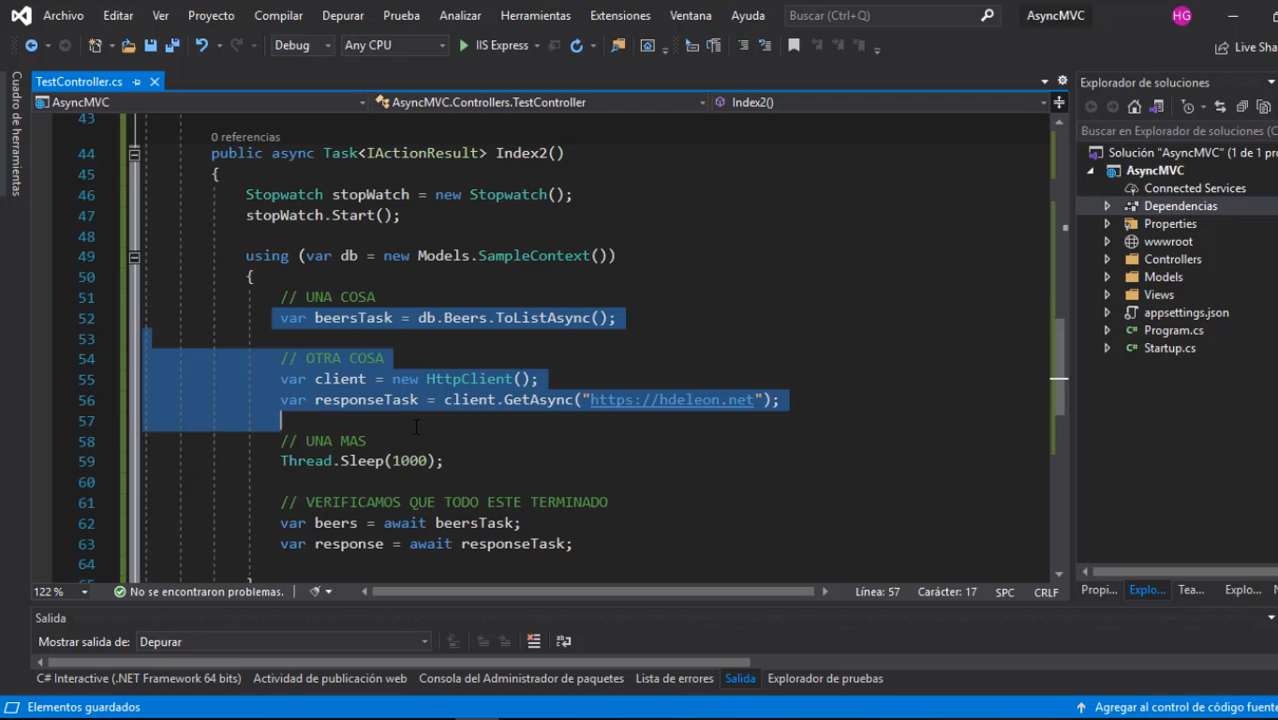 Archivo Editar Ver Proyecto Compilar Depurar Prueba Analizar Herramientas Extensiones Ventana Ayuda Buscar (Ctrl+Q) AsyncMVC HG
Debug Any CPU IIS Express Live Sha
Cuadro de herramientas
TestController.cs
AsyncMVC AsyncMVC.Controllers.TestController Index2()
43
0 referencias
44 public async Task<IActionResult> Index2()
45 {
46 Stopwatch stopWatch = new Stopwatch();
47 stopWatch.Start();
48
49 using (var db = new Models.SampleContext())
50 {
51 // UNA COSA
52 var beersTask = db.Beers.ToListAsync();
53
54 // OTRA COSA
55 var client = new HttpClient();
56 var responseTask = client.GetAsync("https://hdeleon.net");
57
58 // UNA MAS
59 Thread.Sleep(1000);
60
61 // VERIFICAMOS QUE TODO ESTE TERMINADO
62 var beers = await beersTask;
63 var response = await responseTask;
64
122 % No se encontraron problemas. Línea: 57 Carácter: 17 SPC CRLF
Explorador de soluciones
Buscar en Explorador de soluciones (C
Solución "AsyncMVC" (1 de 1 pro
AsyncMVC
Connected Services
Dependencias
Properties
wwwroot
Controllers
Models
Views
appsettings.json
Program.cs
Startup.cs
Propi... Explo... Tea... Explo... N
Salida
Mostrar salida de: Depurar
C# Interactive (.NET Framework 64 bits) Actividad de publicación web Consola del Administrador de paquetes Lista de errores Salida Explorador de pruebas
Elementos guardados Agregar al control de código fuente